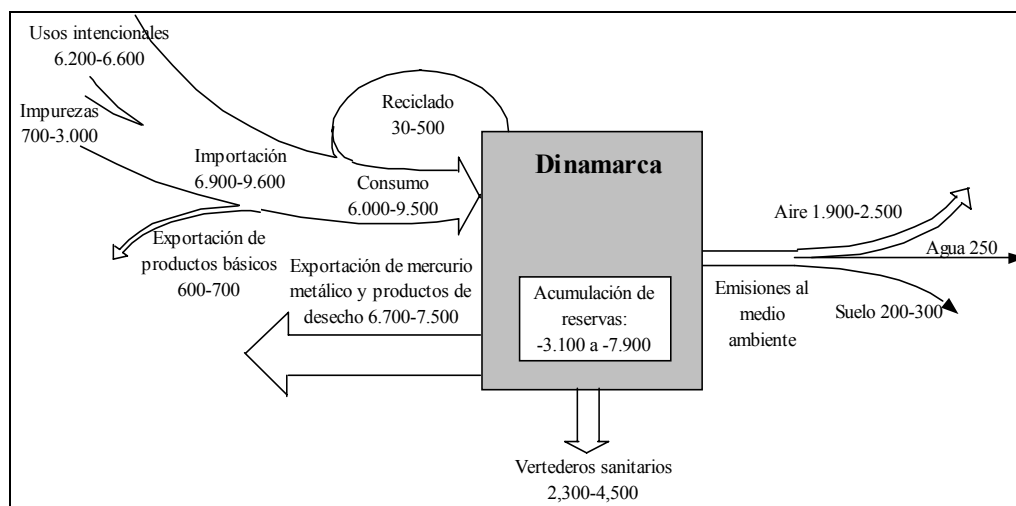 Usos intencionales
6.200-6.600
Impurezas
700-3.000
Reciclado
30-500
Importación
6.900-9.600
Consumo
6.000-9.500
Exportación de
productos básicos
600-700
Exportación de mercurio
metálico y productos de
desecho 6.700-7.500
Dinamarca
Acumulación de
reservas:
-3.100 a -7.900
Aire 1.900-2.500
Agua 250
Suelo 200-300
Emisiones al
medio
ambiente
Vertederos sanitarios
2,300-4,500